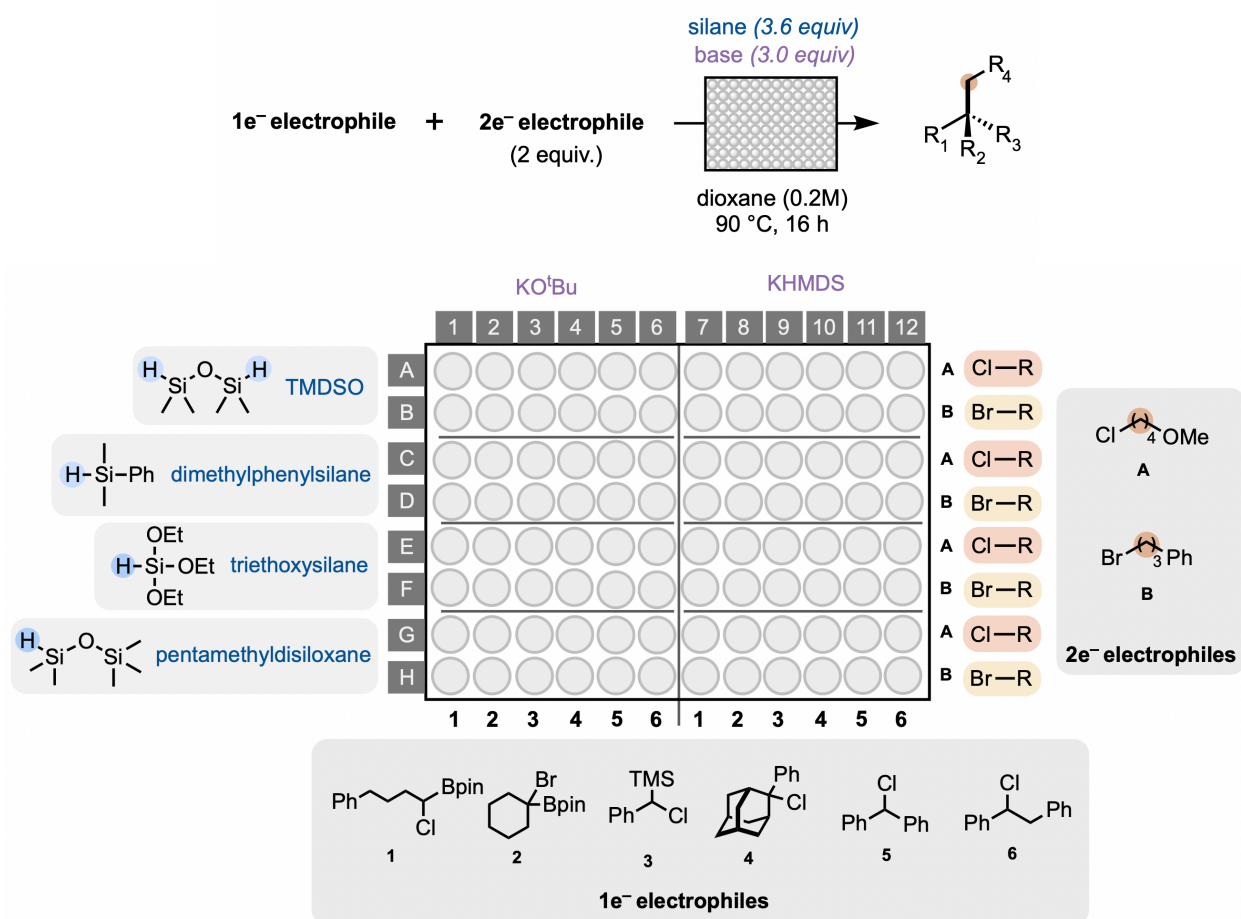 silane (3.6 equiv)
base (3.0 equiv)
1e⁻ electrophile + 2e⁻ electrophile
(2 equiv.)
dioxane (0.2M)
90 °C, 16 h
R₄
R₁ R₂ R₃
KOᵗBu KHMDS
1 2 3 4 5 6 7 8 9 10 11 12
H Si O Si H TMDSO
A
B
C
D
E
F
G
H
H Si Ph dimethylphenylsilane
OEt
H Si OEt triethoxysilane
OEt
H Si O Si pentamethyldisiloxane
A Cl R
B Br R
A Cl R
B Br R
A Cl R
B Br R
A Cl R
B Br R
Cl 4 OMe
A
Br 3 Ph
B
2e⁻ electrophiles
1 2 3 4 5 6 1 2 3 4 5 6
Ph Bpin Cl
1
Br Bpin
2
TMS Ph Cl
3
Ph Cl
4
Cl Ph Ph
5
Cl Ph Ph
6
1e⁻ electrophiles